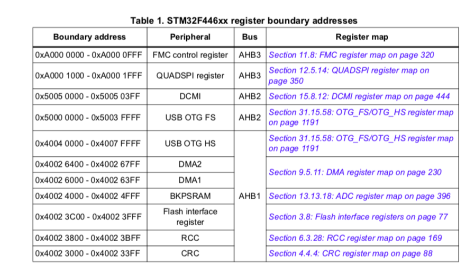 Table 1. STM32F446xx register boundary addresses
Boundary address Peripheral Bus Register map
0xA000 0000 - 0xA000 0FFF FMC control register AHB3 Section 11.8: FMC register map on page 320
0xA000 1000 - 0xA000 1FFF QUADSPI register AHB3 Section 12.5.14: QUADSPI register map on
page 350
0x5005 0000 - 0x5005 03FF DCMI AHB2 Section 15.8.12: DCMI register map on page 444
0x5000 0000 - 0x5003 FFFF USB OTG FS AHB2 Section 31.15.58: OTG_FS/OTG_HS register map
on page 1191
0x4004 0000 - 0x4007 FFFF USB OTG HS AHB1 Section 31.15.58: OTG_FS/OTG_HS register map
on page 1191
0x4002 6400 - 0x4002 67FF DMA2 Section 9.5.11: DMA register map on page 230
0x4002 6000 - 0x4002 63FF DMA1
0x4002 4000 - 0x4002 4FFF BKPSRAM Section 13.13.18: ADC register map on page 396
0x4002 3C00 - 0x4002 3FFF Flash interface
register Section 3.8: Flash interface registers on page 77
0x4002 3800 - 0x4002 3BFF RCC Section 6.3.28: RCC register map on page 169
0x4002 3000 - 0x4002 33FF CRC Section 4.4.4: CRC register map on page 88